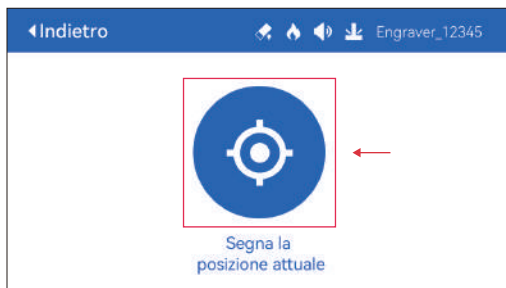 Indietro
Engraver_12345
Segna la
posizione attuale